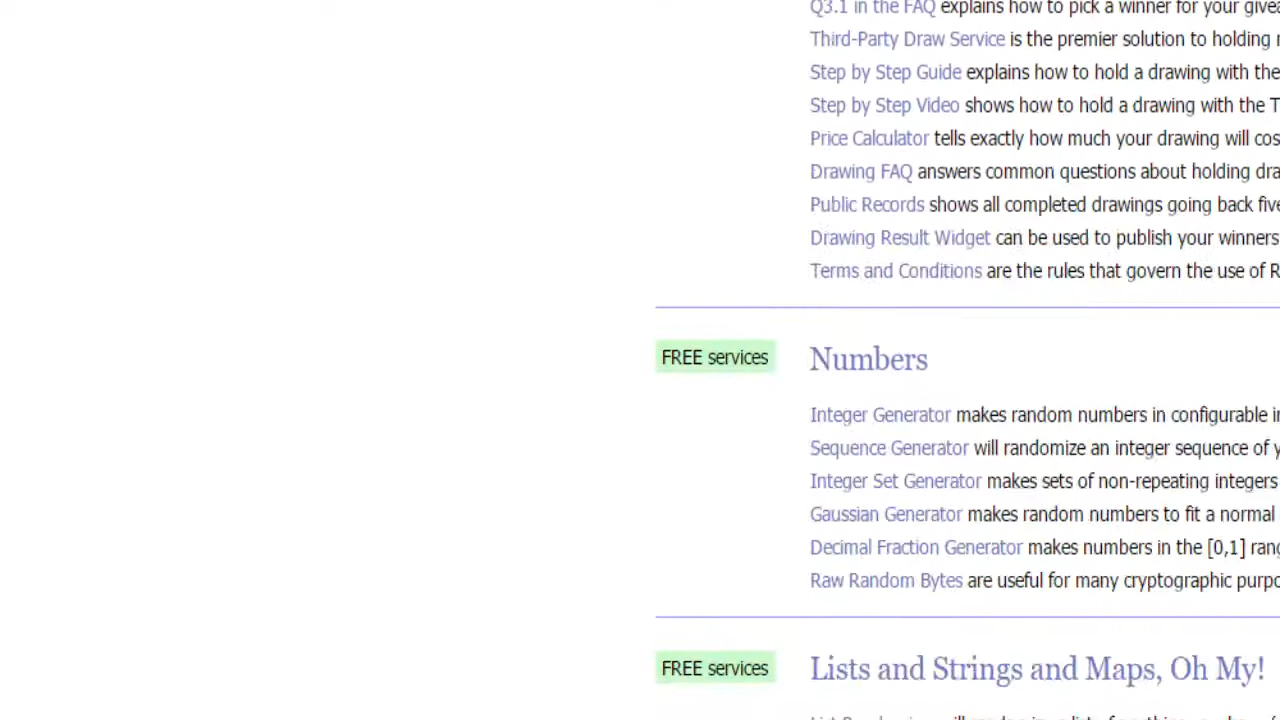 Q3.1 in the FAQ explains how to pick a winner for your
Third-Party Draw Service is the premier solution to holding
Step by Step Guide explains how to hold a drawing with the
Step by Step Video shows how to hold a drawing with the
Price Calculator tells exactly how much your drawing will
Drawing FAQ answers common questions about holding
Public Records shows all completed drawings going back
Drawing Result Widget can be used to publish your winners
Terms and Conditions are the rules that govern the use of
FREE services
Numbers
Integer Generator makes random numbers in configurable
Sequence Generator will randomize an integer sequence of
Integer Set Generator makes sets of non-repeating integers
Gaussian Generator makes random numbers to fit a normal
Decimal Fraction Generator makes numbers in the [0,1]
Raw Random Bytes are useful for many cryptographic
FREE services
Lists and Strings and Maps, Oh My!